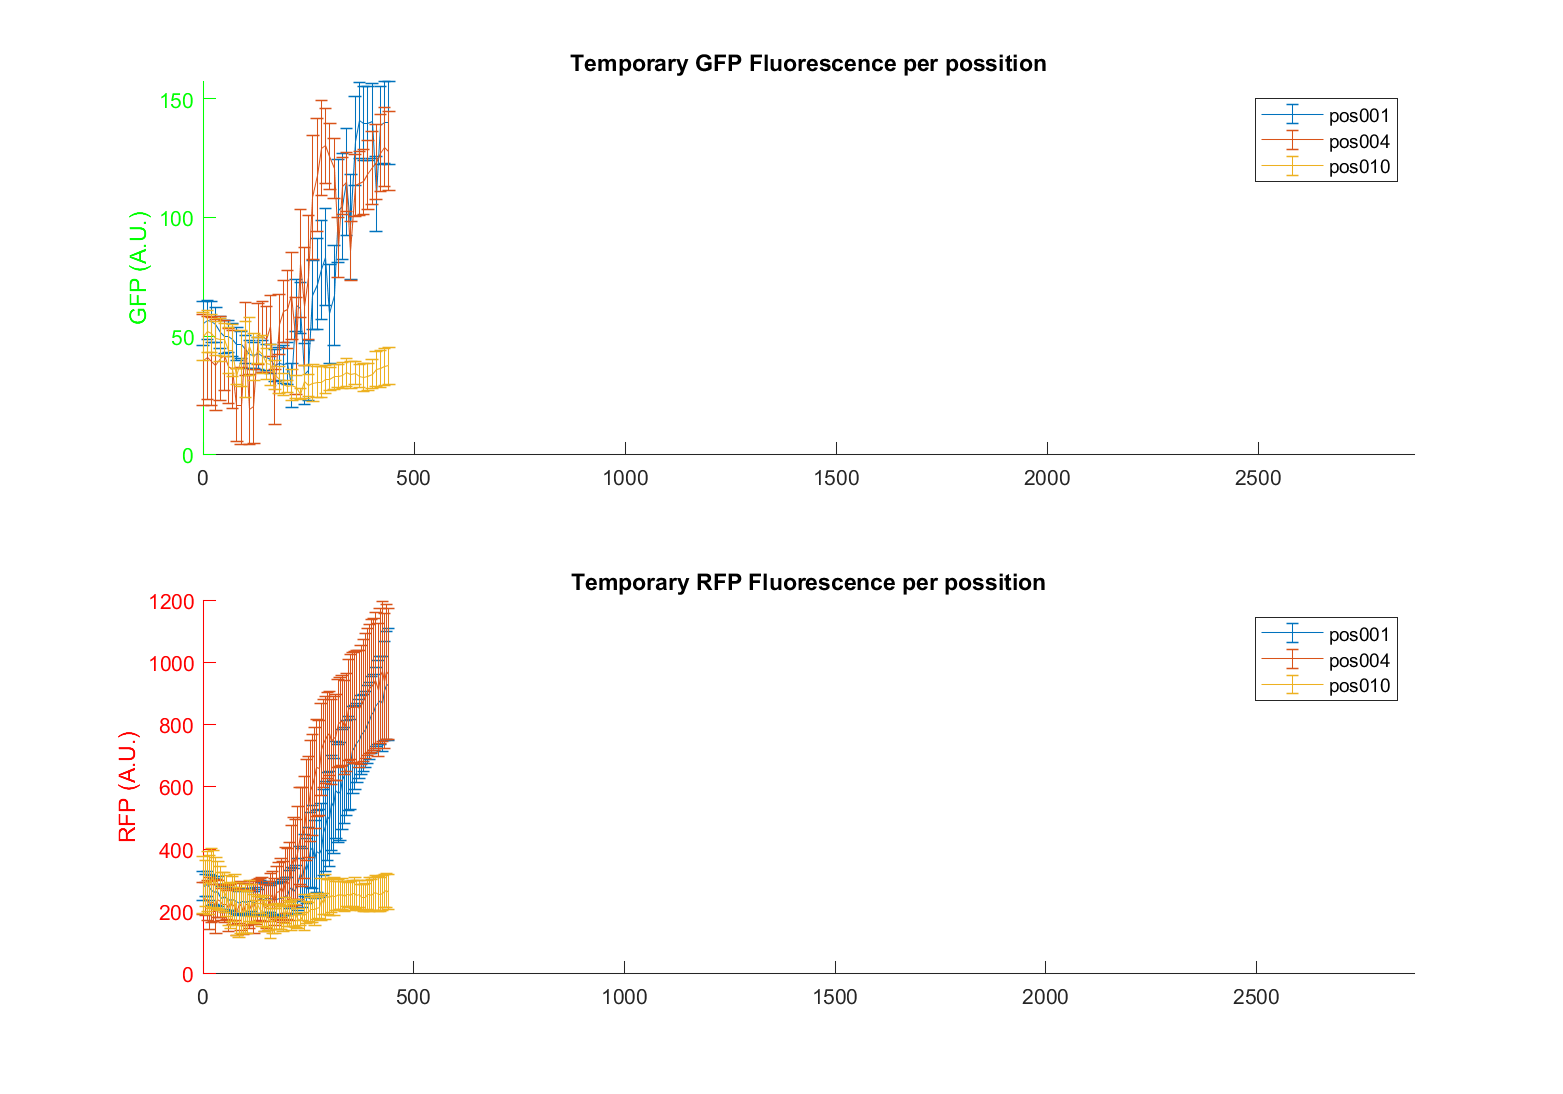 Temporary GFP Fluorescence per possition
GFP (A.U.)
150
100
50
0
0 500 1000 1500 2000 2500
pos001
pos004
pos010
Temporary RFP Fluorescence per possition
RFP (A.U.)
1200
1000
800
600
400
200
0
0 500 1000 1500 2000 2500
pos001
pos004
pos010